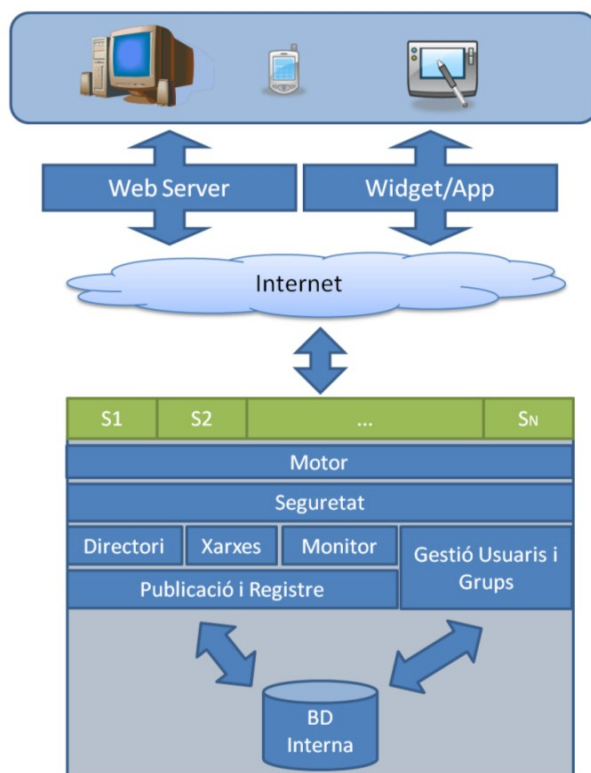 Web Server
Widget/App
Internet
S1
S2
...
SN
Motor
Seguretat
Directori
Xarxes
Monitor
Gestió Usuaris i
Grups
Publicació i Registre
BD
Interna